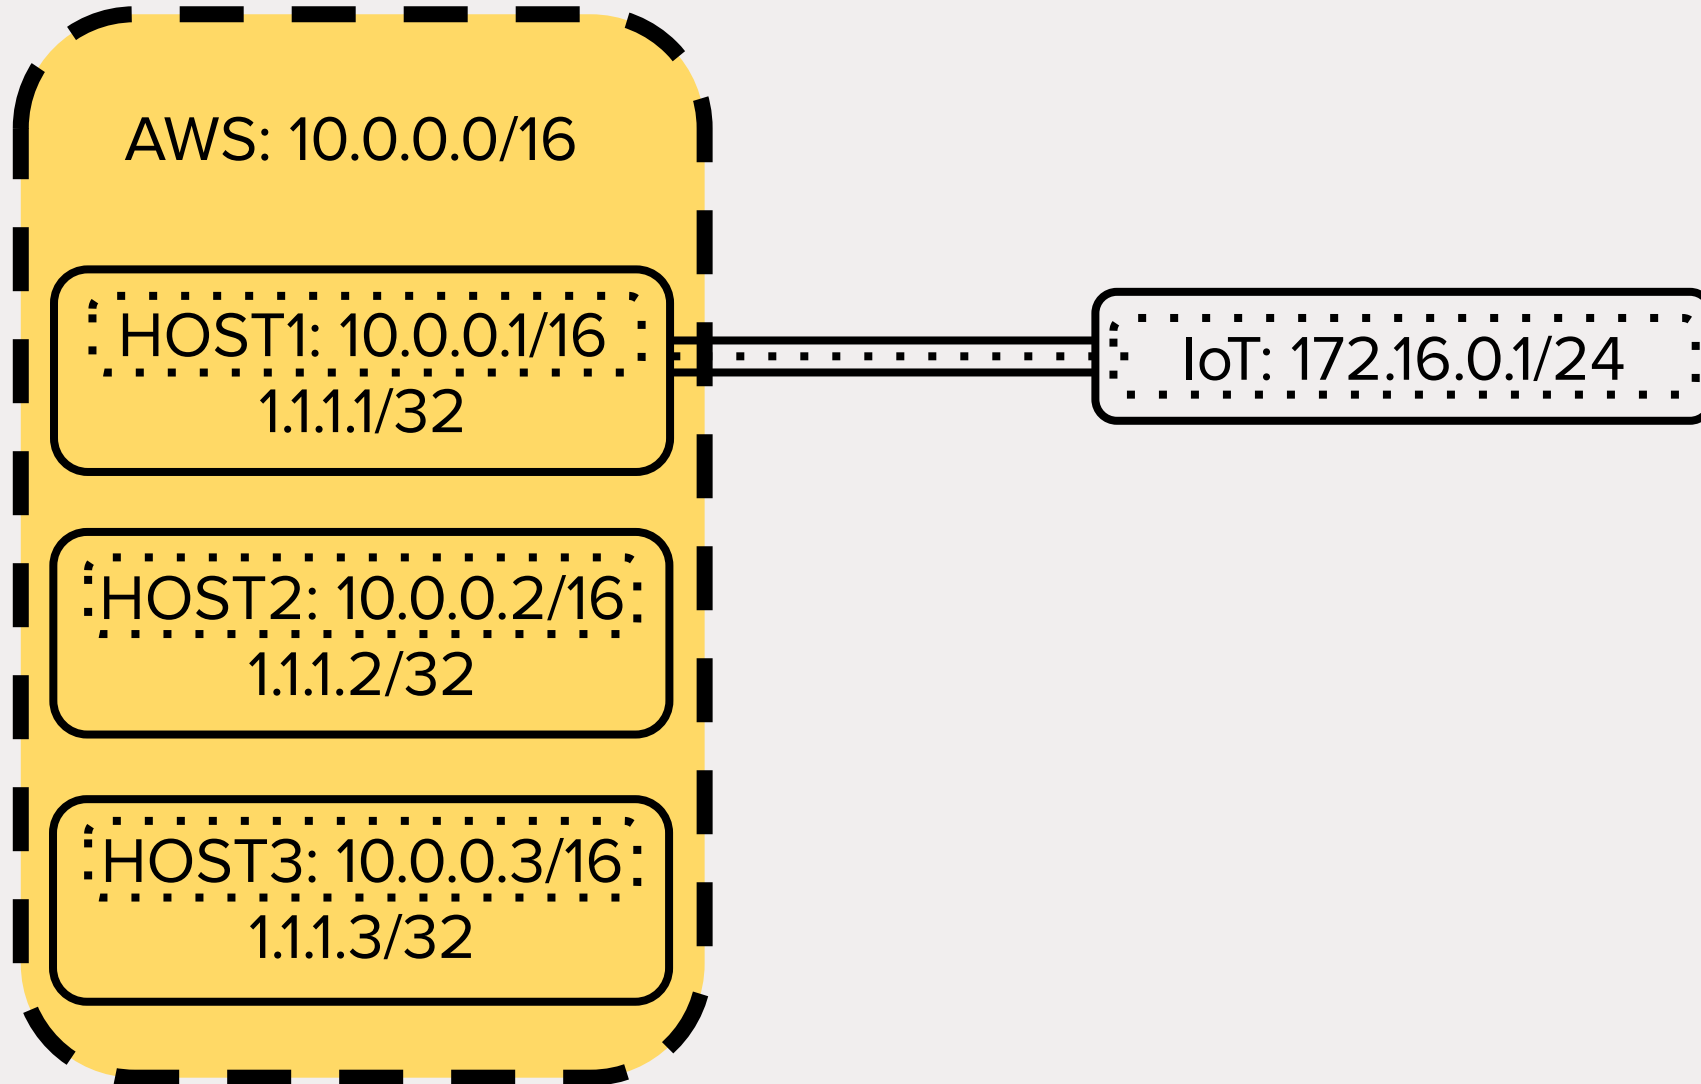 AWS: 10.0.0.0/16
HOST1: 10.0.0.1/16
1.1.1.1/32
IoT: 172.16.0.1/24
HOST2: 10.0.0.2/16
1.1.1.2/32
HOST3: 10.0.0.3/16
1.1.1.3/32